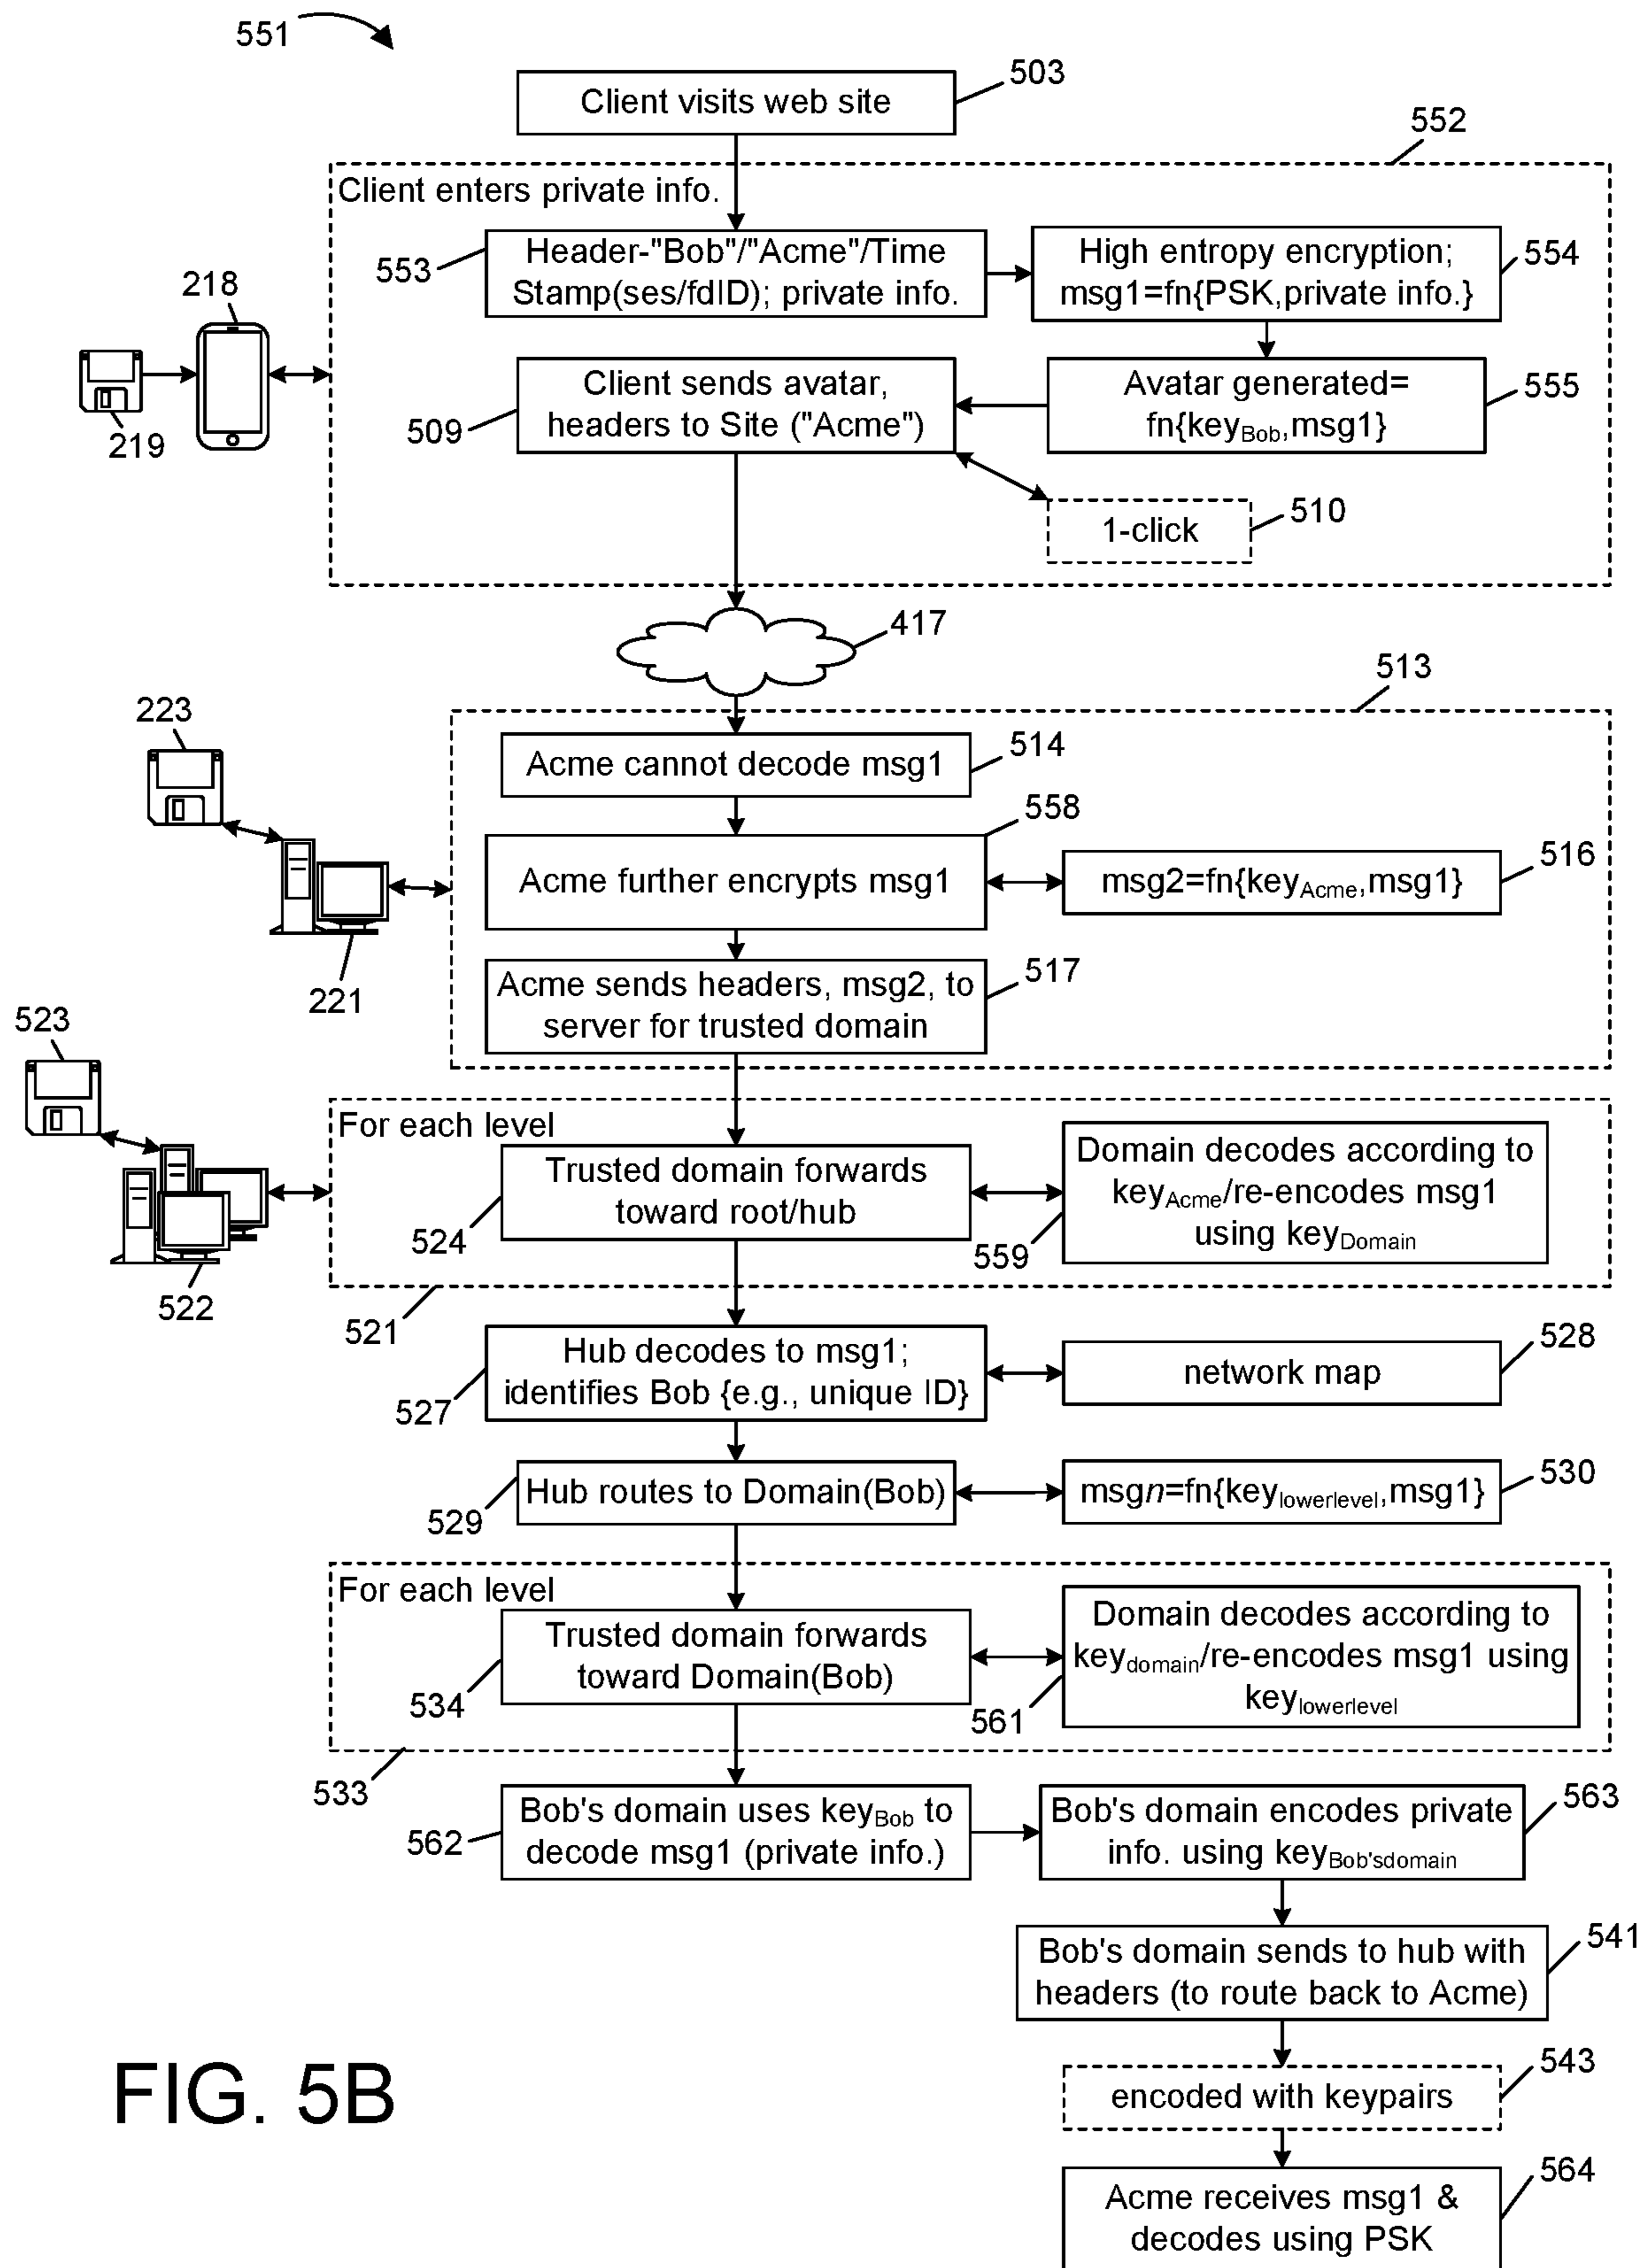 551
503
Client visits web site
552
Client enters private info.
553
Header-"Bob"/"Acme"/Time
Stamp(ses/fdID); private info.
High entropy encryption;
msg1=fn{PSK,private info.}
554
218
219
Client sends avatar,
headers to Site ("Acme")
509
Avatar generated=
fn{keyBob,msg1}
555
1-click
510
417
513
223
221
Acme cannot decode msg1
514
558
Acme further encrypts msg1
msg2=fn{keyAcme,msg1}
516
517
Acme sends headers, msg2, to
server for trusted domain
523
522
For each level
Trusted domain forwards
toward root/hub
524
Domain decodes according to
keyAcme/re-encodes msg1
using keyDomain
559
521
Hub decodes to msg1;
identifies Bob {e.g., unique ID}
527
network map
528
Hub routes to Domain(Bob)
529
msgn=fn{keylowerlevel,msg1}
530
For each level
Trusted domain forwards
toward Domain(Bob)
534
Domain decodes according to
keydomain/re-encodes msg1 using
keylowerlevel
561
533
Bob's domain uses keyBob to
decode msg1 (private info.)
562
Bob's domain encodes private
info. using keyBob'sdomain
563
Bob's domain sends to hub with
headers (to route back to Acme)
541
encoded with keypairs
543
Acme receives msg1 &
decodes using PSK
564
FIG. 5B